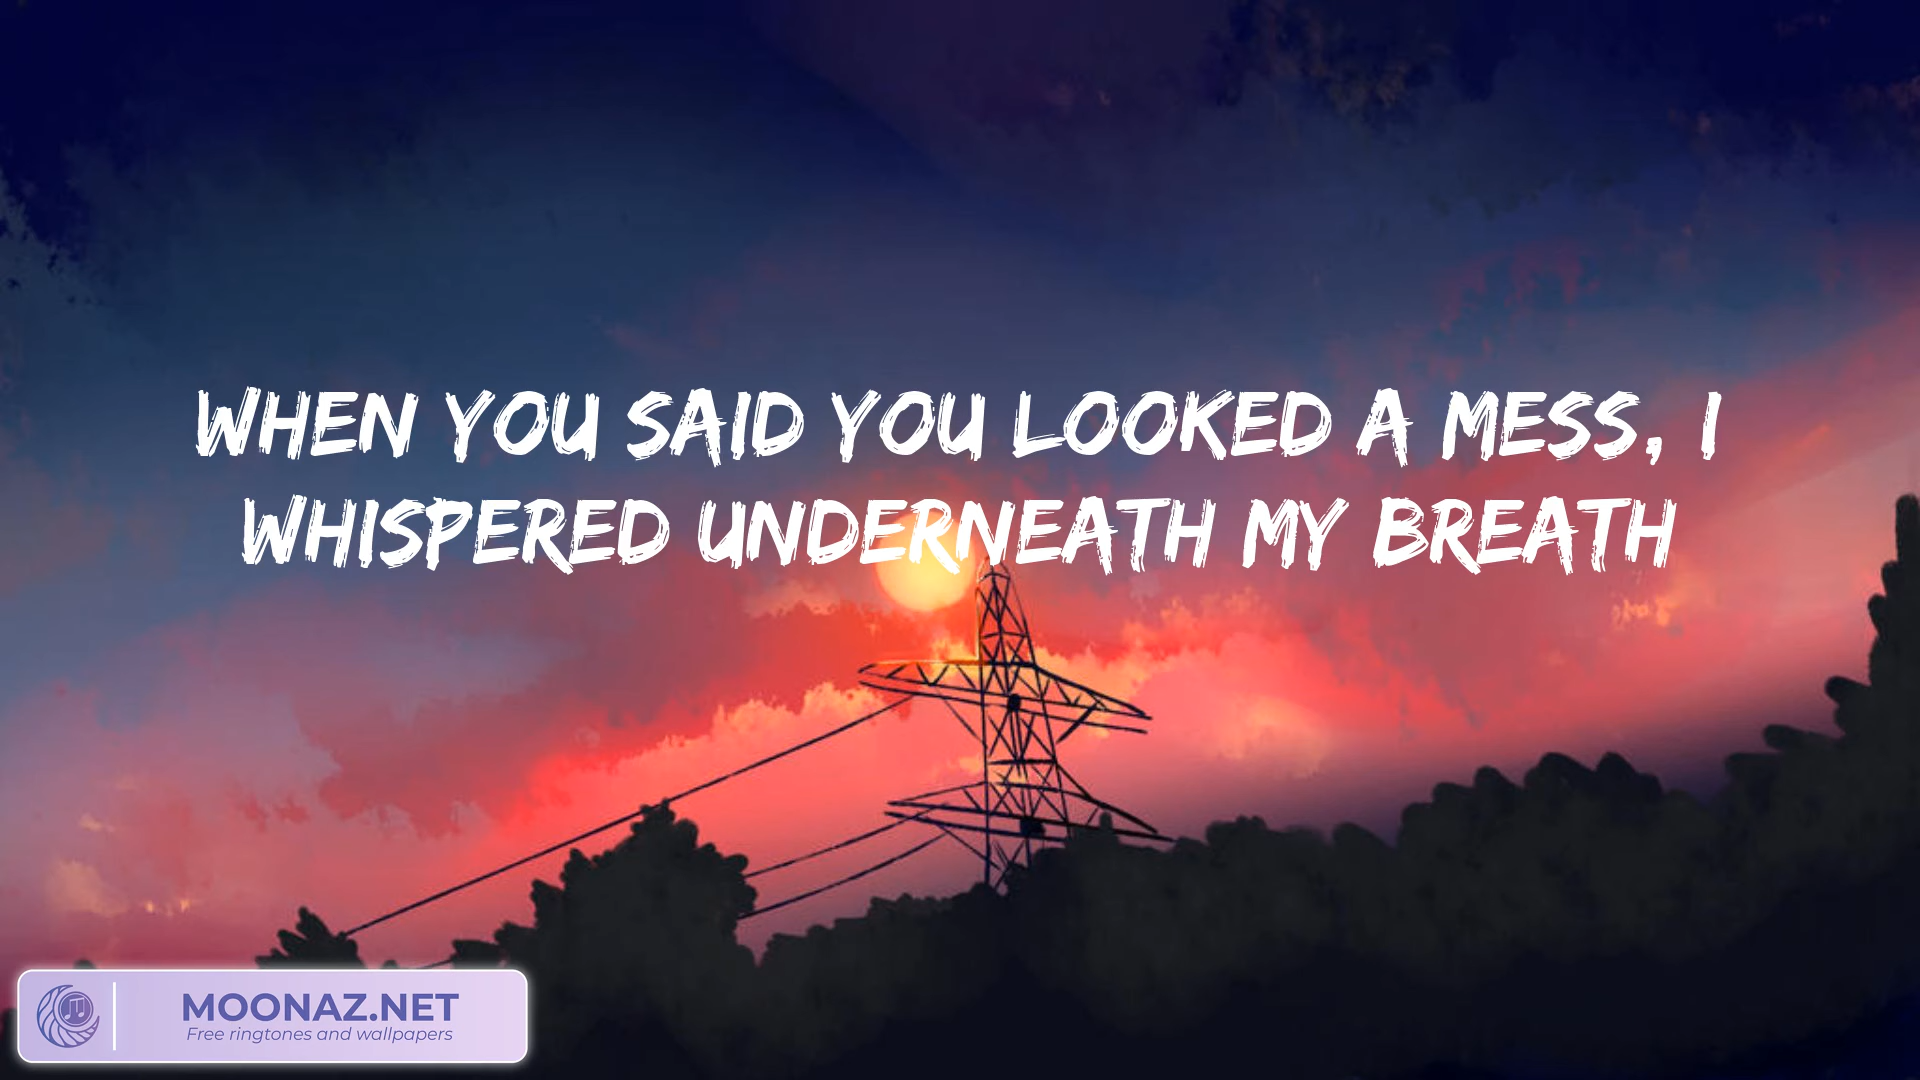 WHEN YOU SAID YOU LOOKED A MESS, I
WHISPERED UNDERNEATH MY BREATH
MOONAZ.NET
Free ringtones and wallpapers